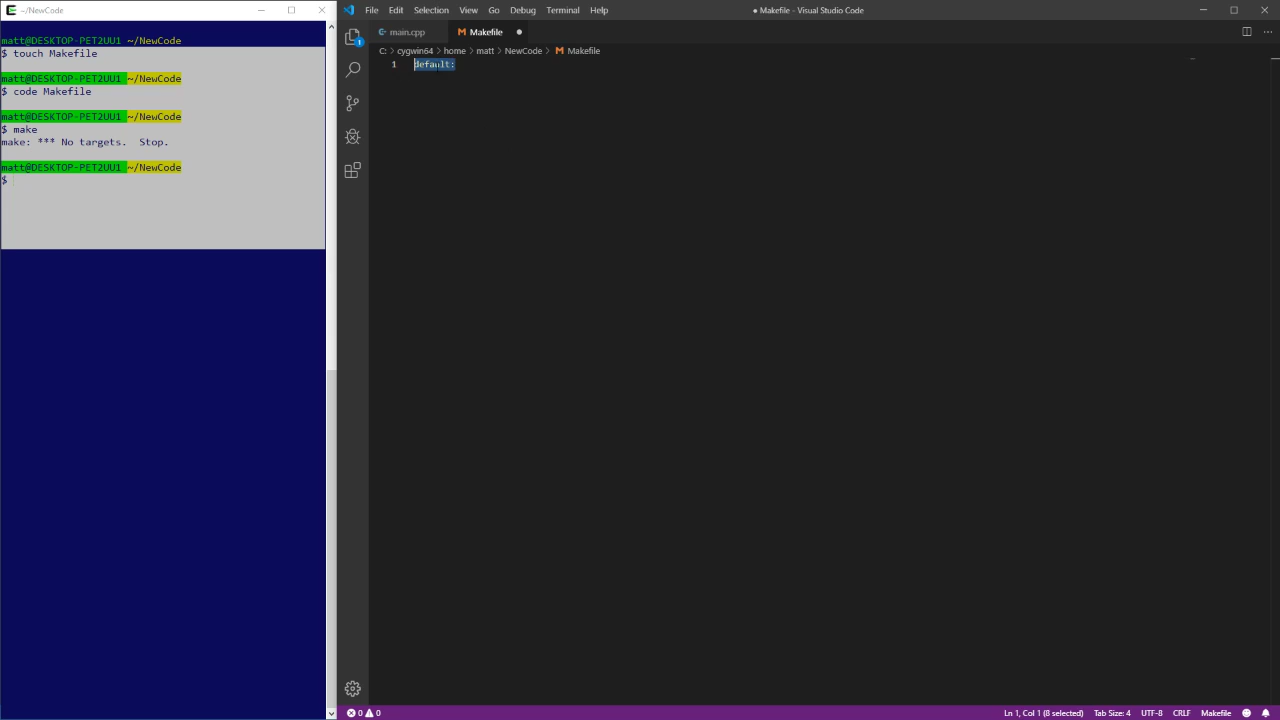 ~/NewCode
matt@DESKTOP-PET2UU1 ~/NewCode
$ touch Makefile
matt@DESKTOP-PET2UU1 ~/NewCode
$ code Makefile
matt@DESKTOP-PET2UU1 ~/NewCode
$ make
make: *** No targets.  Stop.
matt@DESKTOP-PET2UU1 ~/NewCode
$
File Edit Selection View Go Debug Terminal Help
● Makefile - Visual Studio Code
main.cpp
Makefile
C: > cygwin64 > home > matt > NewCode > Makefile
1 default:
1
0 0
Ln 1, Col 1 (8 selected) Tab Size: 4 UTF-8 CRLF Makefile